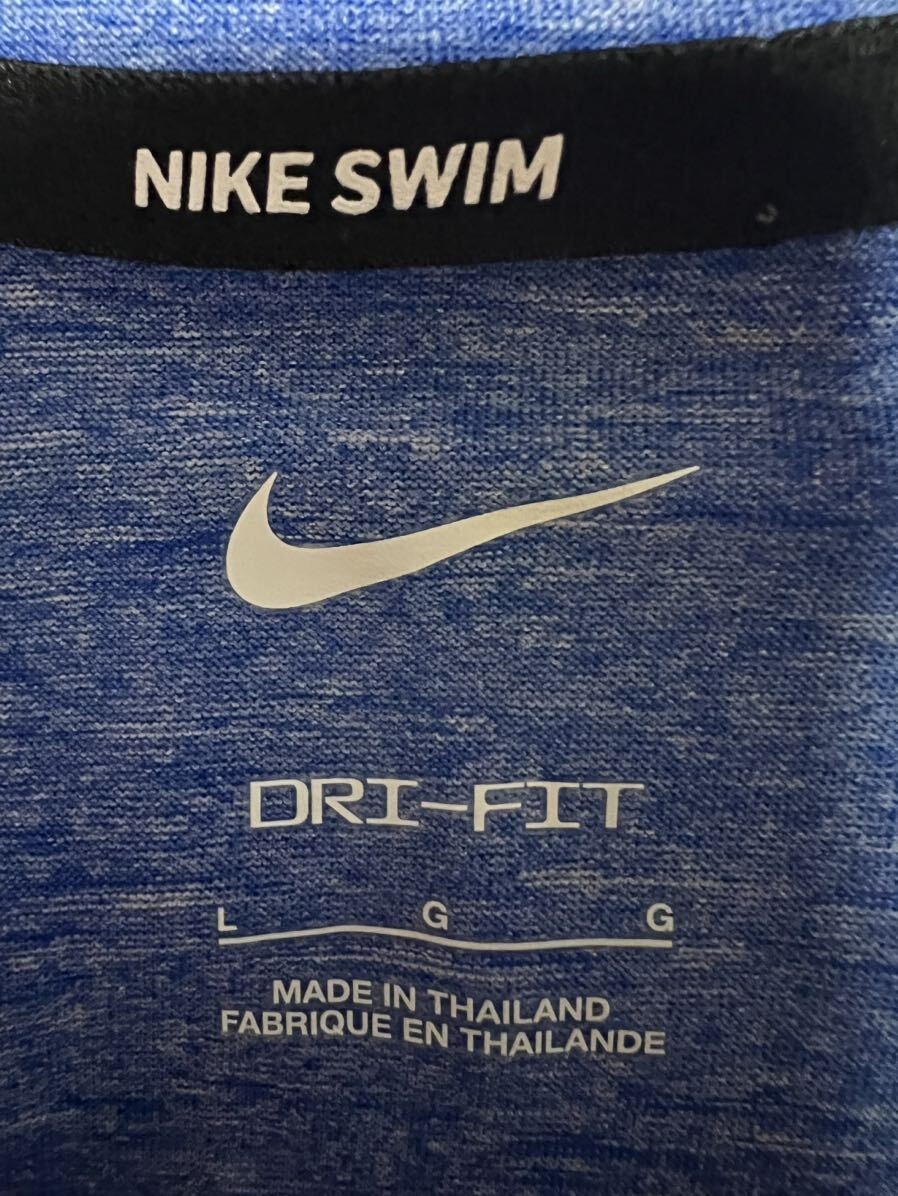 NIKE SWIM
DRI-FIT
L G G
MADE IN THAILAND
FABRIQUE EN THAILANDE